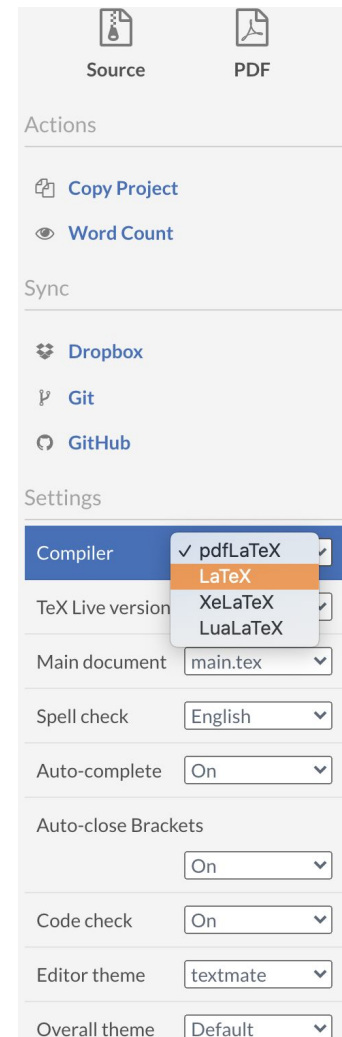 Source PDF
Actions
Copy Project
Word Count
Sync
Dropbox
Git
GitHub
Settings
Compiler ✓ pdfLaTeX
LaTeX
TeX Live version XeLaTeX
LuaLaTeX
Main document main.tex
Spell check English
Auto-complete On
Auto-close Brackets
On
Code check On
Editor theme textmate
Overall theme Default